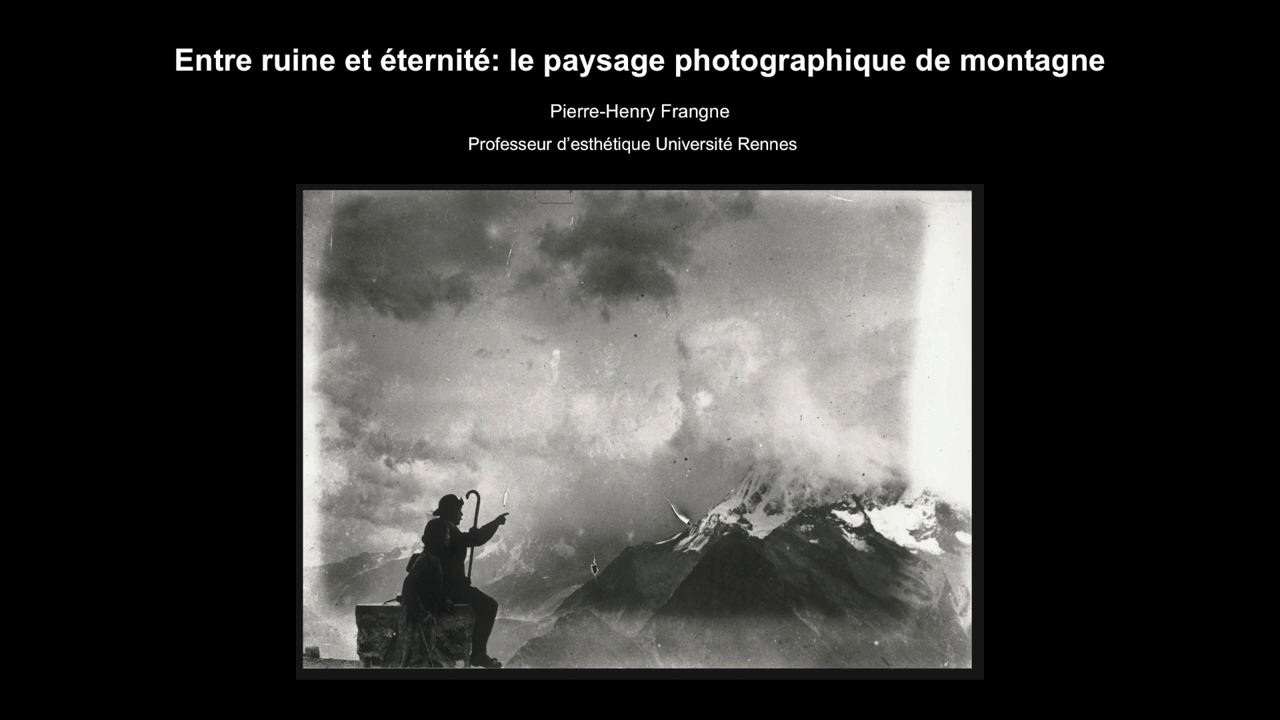 Entre ruine et éternité: le paysage photographique de montagne
Pierre-Henry Frangne
Professeur d’esthétique Université Rennes